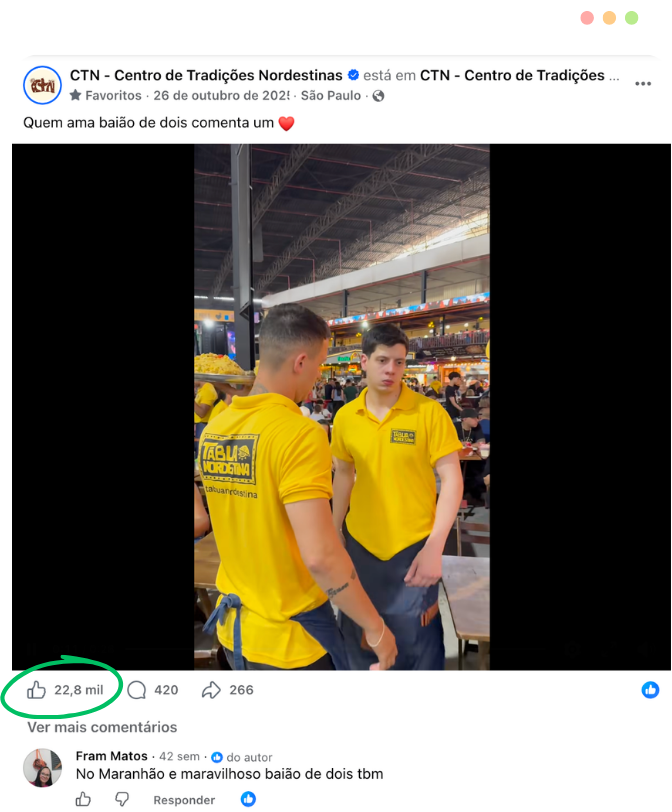 CTN - Centro de Tradições Nordestinas está em CTN - Centro de Tradições ...
Favoritos · 26 de outubro de 202 · São Paulo ·
Quem ama baião de dois comenta um ❤️
TÁBUA
NORDESTINA
TÁBUA
NORDESTINA
22,8 mil 420 266
Ver mais comentários
Fram Matos · 42 sem · do autor
No Maranhão e maravilhoso baião de dois tbm
Responder